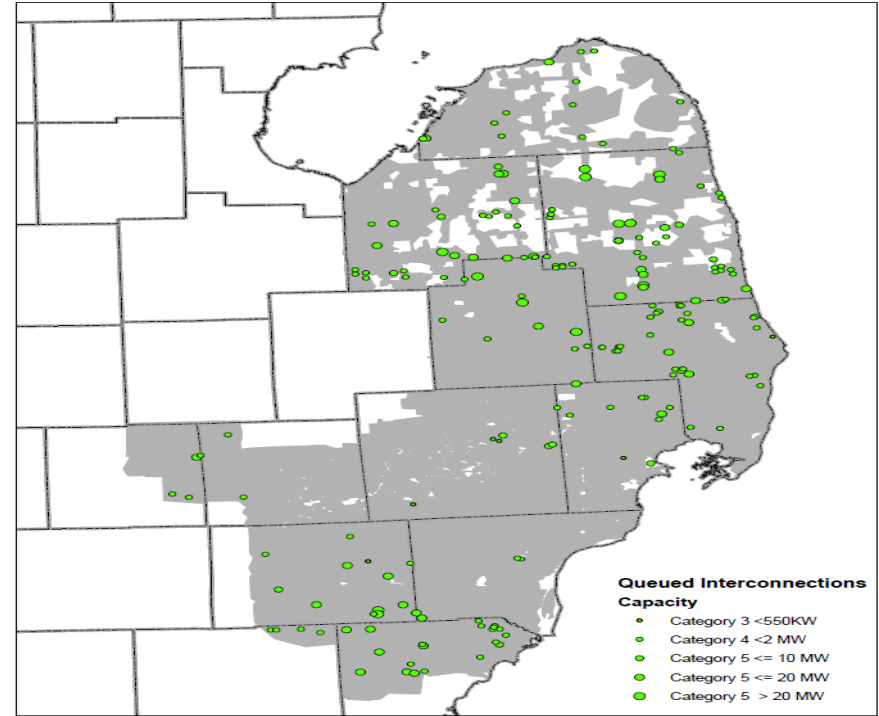 Queued Interconnections
Capacity
Category 3 <550KW
Category 4 <2 MW
Category 5 <= 10 MW
Category 5 <= 20 MW
Category 5 > 20 MW